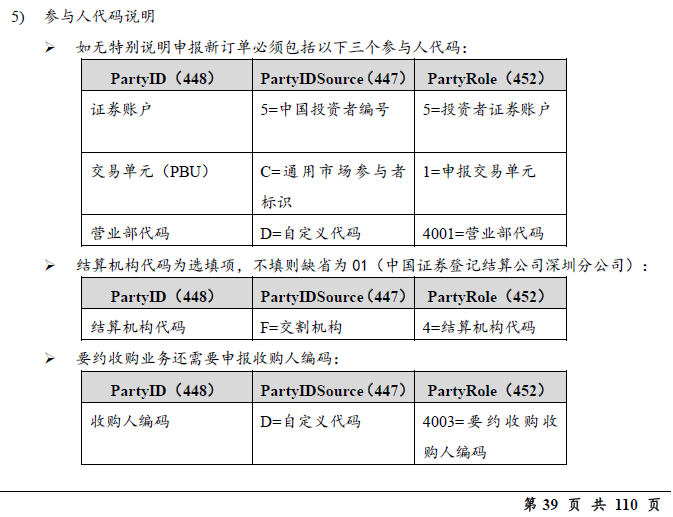 5) 参与人代码说明
➢ 如无特别说明申报新订单必须包括以下三个参与人代码：
PartyID（448） PartyIDSource（447） PartyRole（452）
证券账户 5=中国投资者编号 5=投资者证券账户
交易单元（PBU） C=通用市场参与者 1=申报交易单元
标识
营业部代码 D=自定义代码 4001=营业部代码
➢ 结算机构代码为选填项，不填则缺省为 01（中国证券登记结算公司深圳分公司）：
PartyID（448） PartyIDSource（447） PartyRole（452）
结算机构代码 F=交割机构 4=结算机构代码
➢ 要约收购业务还需要申报收购人编码：
PartyID（448） PartyIDSource（447） PartyRole（452）
收购人编码 D=自定义代码 4003=要约收购收
购人编码
第 39 页 共 110 页